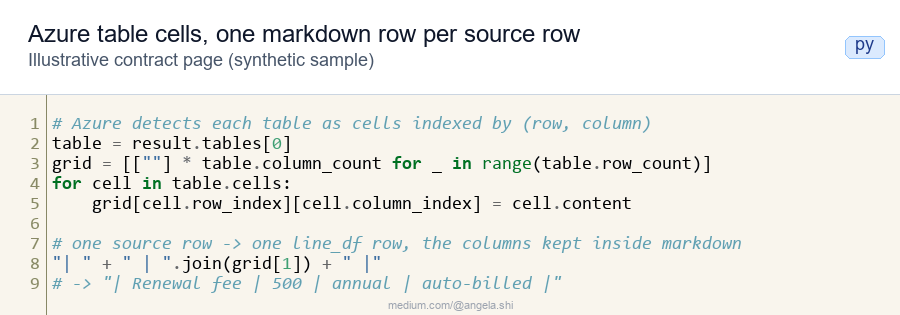 Azure table cells, one markdown row per source row
Illustrative contract page (synthetic sample)
py
1 # Azure detects each table as cells indexed by (row, column)
2 table = result.tables[0]
3 grid = [[""] * table.column_count for _ in range(table.row_count)]
4 for cell in table.cells:
5     grid[cell.row_index][cell.column_index] = cell.content
6
7 # one source row -> one line_df row, the columns kept inside markdown
8 "| " + " | ".join(grid[1]) + " |"
9 # -> "| Renewal fee | 500 | annual | auto-billed |"
medium.com/@angela.shi